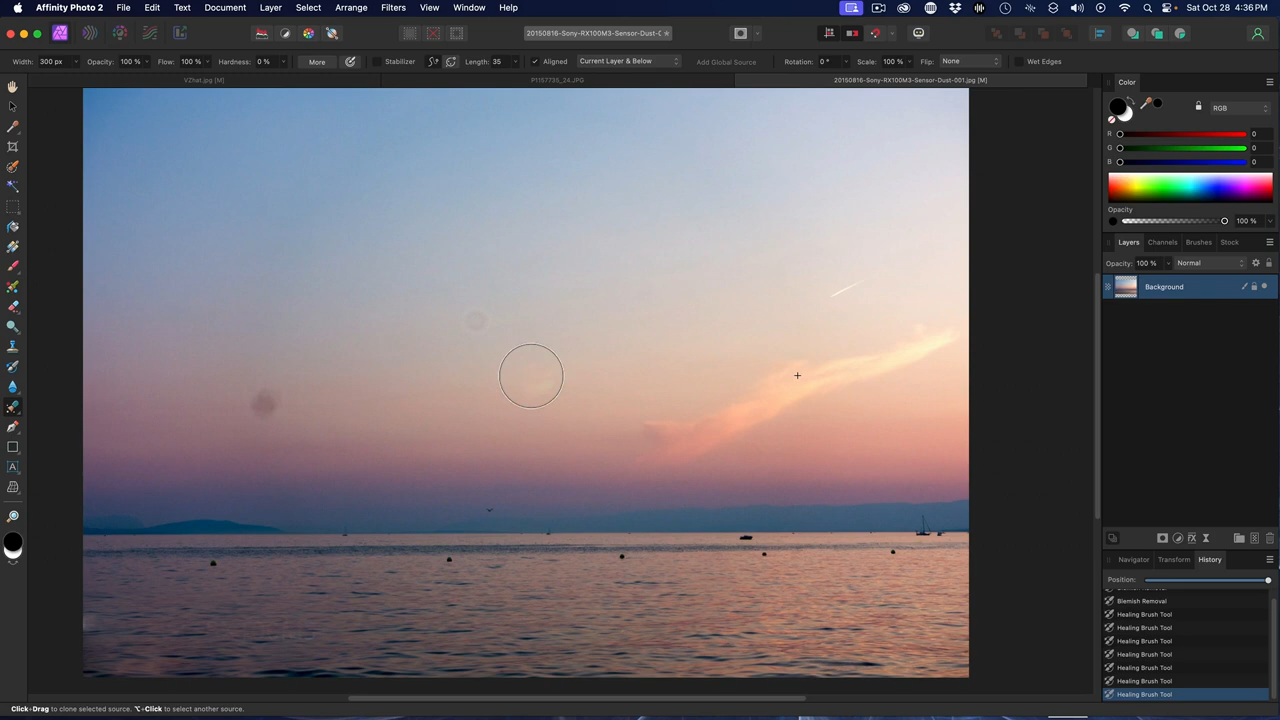 Affinity Photo 2 File Edit Text Document Layer Select Arrange Filters View Window Help Sat Oct 28 4:36 PM
20150816-Sony-RX100M3-Sensor-Dust-0
Width: 300 px Opacity: 100 % Flow: 100 % Hardness: 0 % More Stabilizer Length: 35 Aligned Current Layer & Below Add Global Source Rotation: 0 ° Scale: 100 % Flip: None Wet Edges
VZhet.jpg [M] P1157735_24.JPG 20150816-Sony-RX100M3-Sensor-Dust-001.jpg [M]
Color
RGB
R 0
G 0
B 0
Opacity
100 %
Layers Channels Brushes Stock
Opacity: 100 % Normal
Background
Navigator Transform History
Position:
Blemish Removal
Healing Brush Tool
Healing Brush Tool
Healing Brush Tool
Healing Brush Tool
Healing Brush Tool
Healing Brush Tool
Healing Brush Tool
Click+Drag to clone selected source. ⌥+Click to select another source.